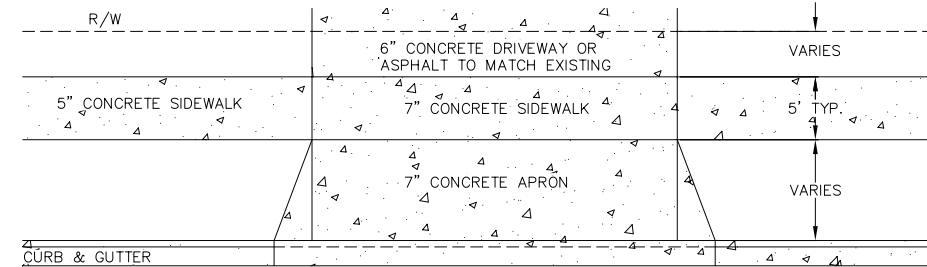 R/W
6" CONCRETE DRIVEWAY OR
ASPHALT TO MATCH EXISTING
VARIES
5" CONCRETE SIDEWALK
7" CONCRETE SIDEWALK
5' TYP.
7" CONCRETE APRON
VARIES
CURB & GUTTER